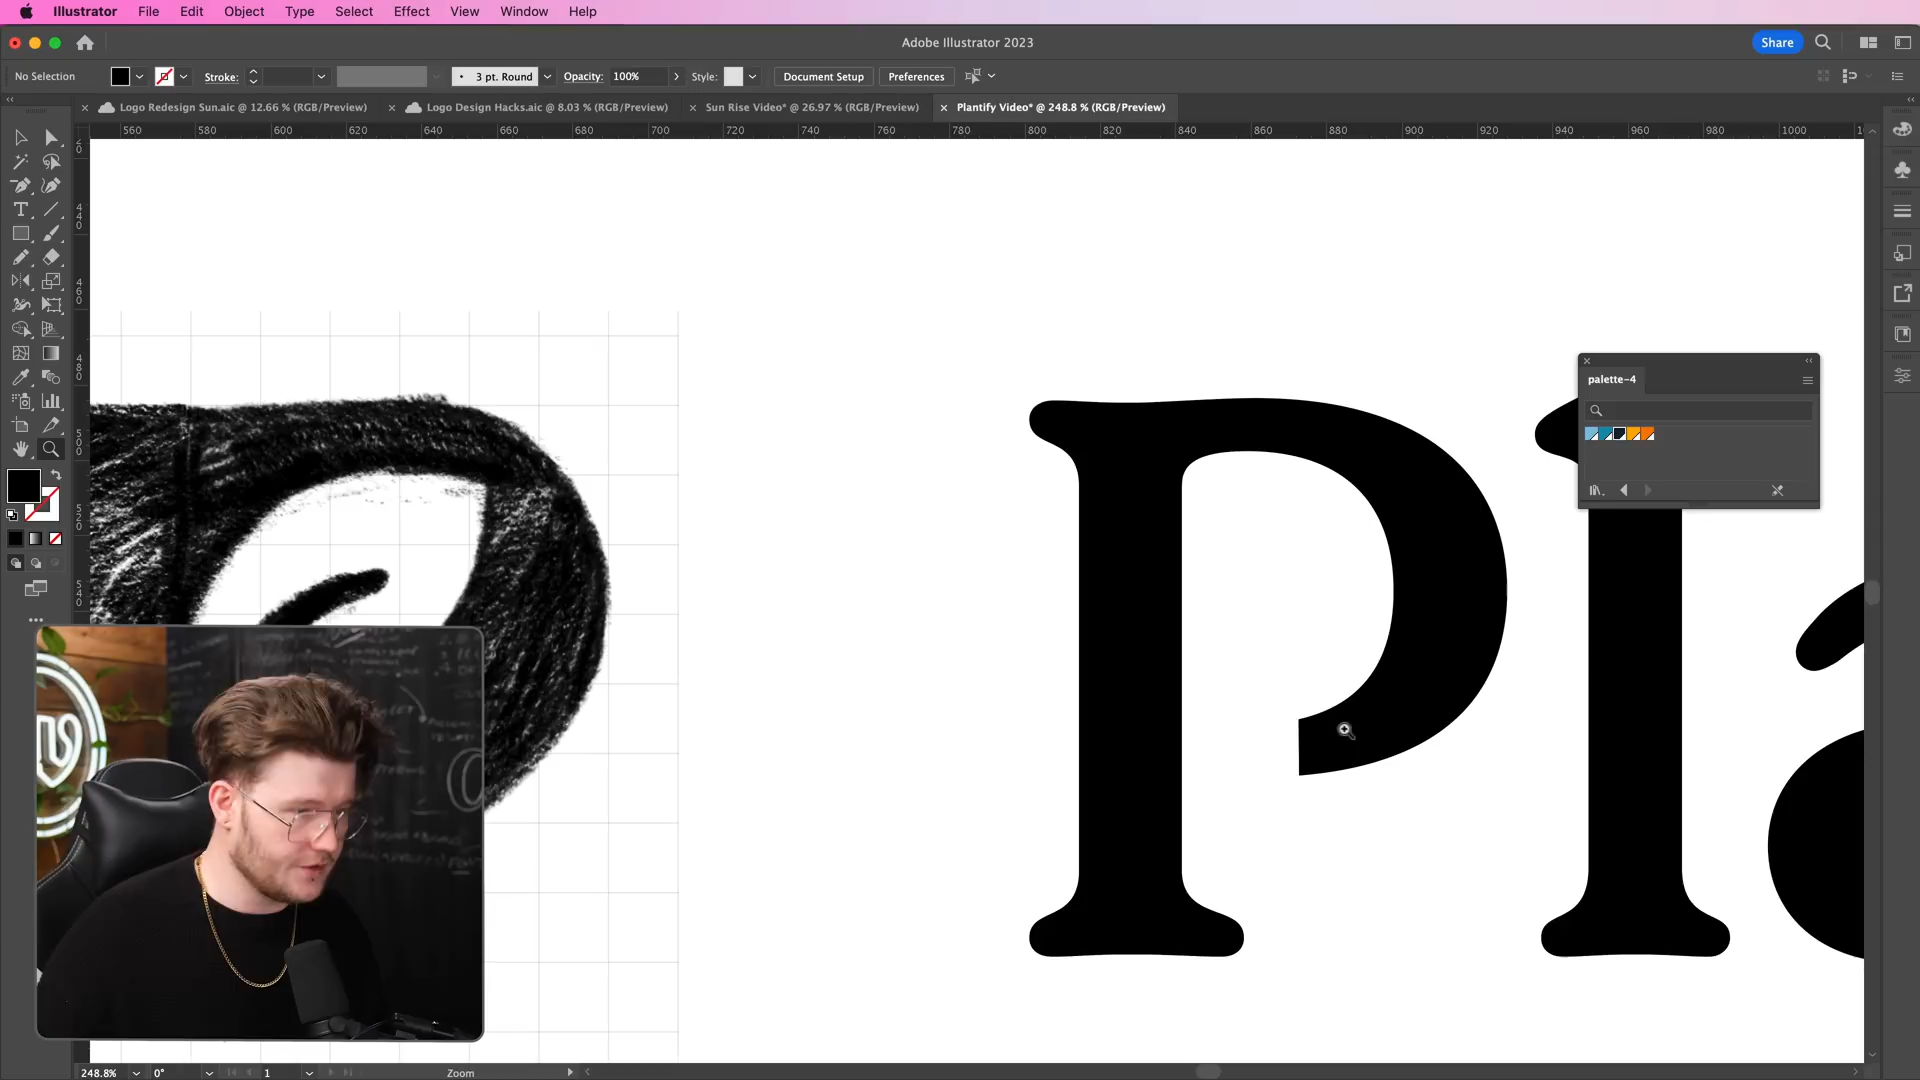 Illustrator File Edit Object Type Select Effect View Window Help
Adobe Illustrator 2023
Share
No Selection Stroke: 3 pt. Round Opacity: 100% Style: Document Setup Preferences
Logo Redesign Sun.aic @ 12.66 % (RGB/Preview) Logo Design Hacks.aic @ 8.03 % (RGB/Preview) Sun Rise Video* @ 26.97 % (RGB/Preview) Plantify Video* @ 248.8 % (RGB/Preview)
560 580 600 620 640 660 680 700 720 740 760 780 800 820 840 860 880 900 920 940 960 980 1000
440
460
480
500
520
540
palette-4
Pla
248.8% 0° 1 Zoom